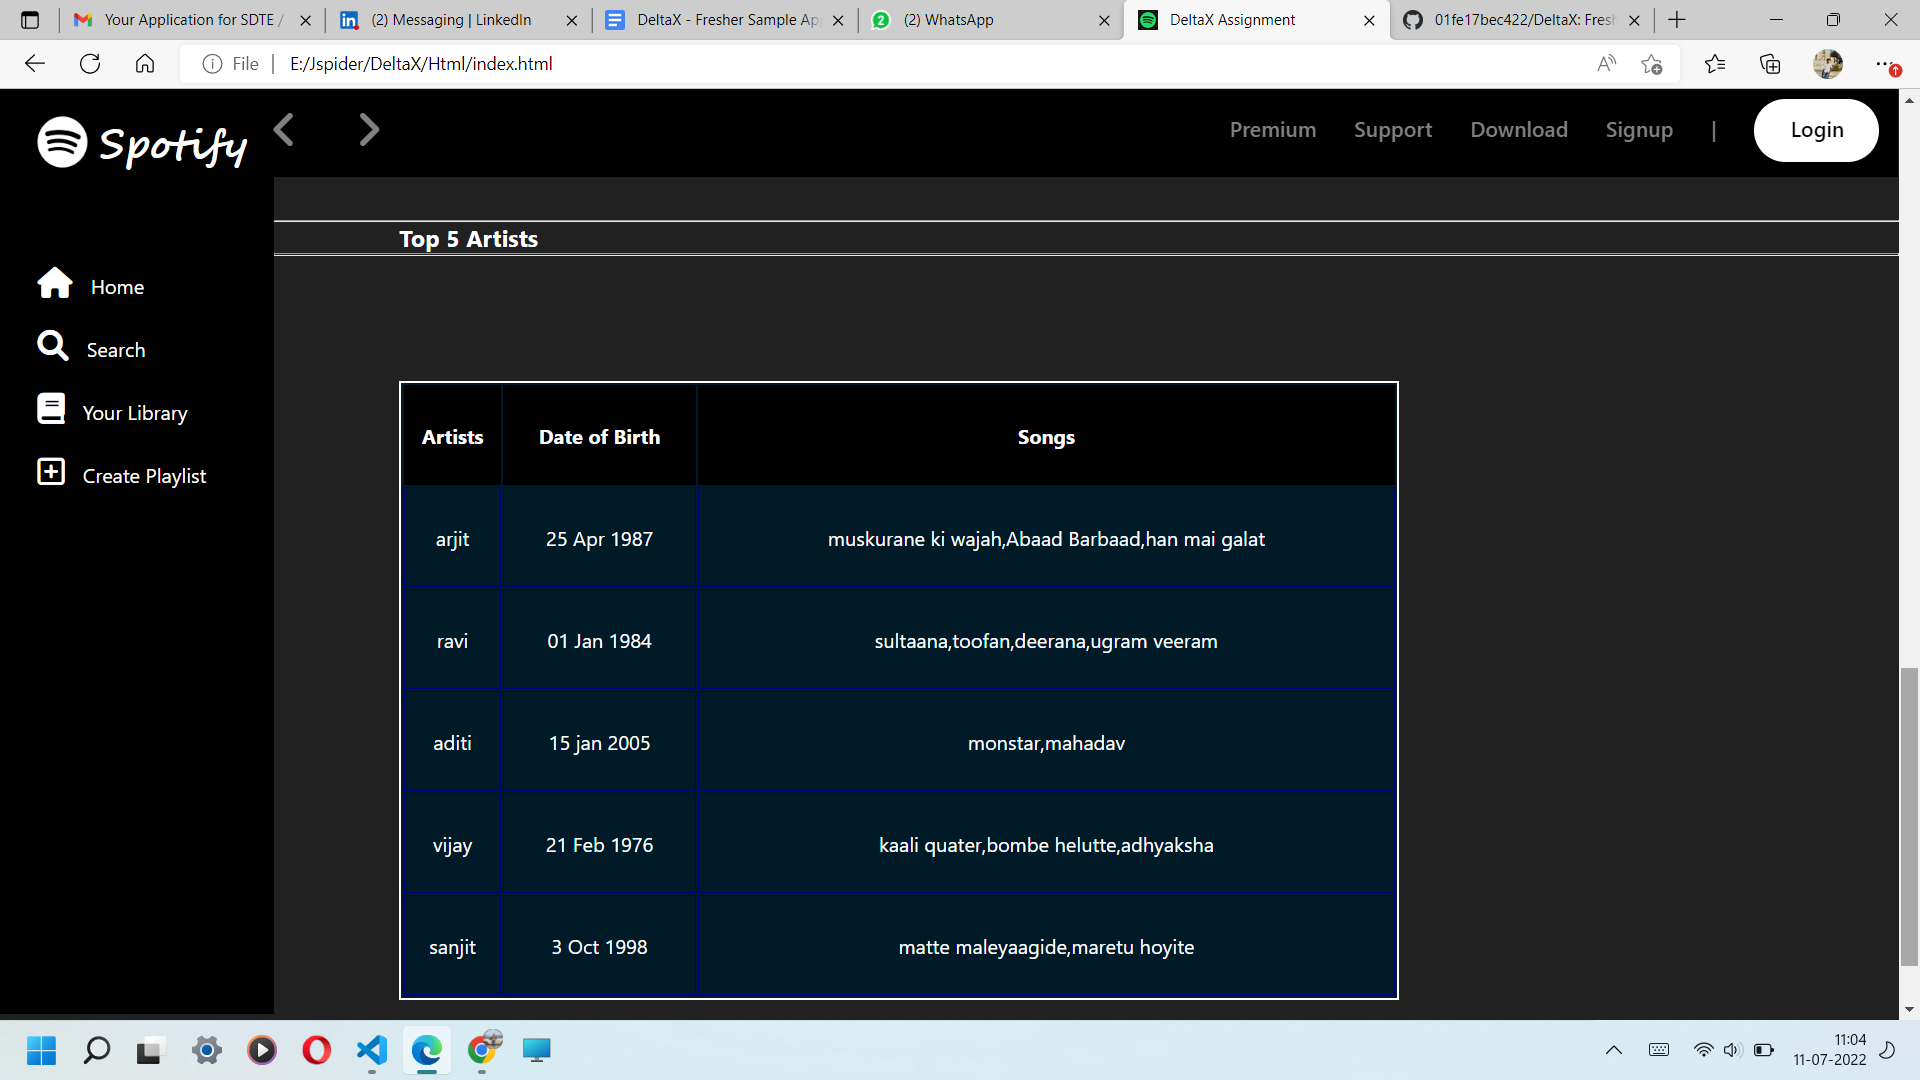 Your Application for SDTE /
(2) Messaging | LinkedIn
DeltaX - Fresher Sample Ap
2
(2) WhatsApp
DeltaX Assignment
01fe17bec422/DeltaX: Fresh
File | E:/Jspider/DeltaX/Html/index.html
Spotify
Premium
Support
Download
Signup
|
Login
Home
Search
Your Library
Create Playlist
Top 5 Artists
Artists Date of Birth Songs
arjit 25 Apr 1987 muskurane ki wajah,Abaad Barbaad,han mai galat
ravi 01 Jan 1984 sultaana,toofan,deerana,ugram veeram
aditi 15 jan 2005 monstar,mahadav
vijay 21 Feb 1976 kaali quater,bombe helutte,adhyaksha
sanjit 3 Oct 1998 matte maleyaagide,maretu hoyite
11:04
11-07-2022